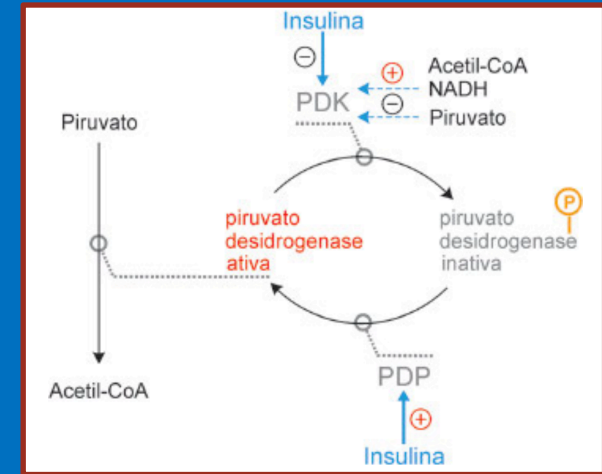 Insulina
⊖
⊕
Acetil-CoA
NADH
PDK
⊖
Piruvato
Piruvato
P
piruvato
desidrogenase
ativa
piruvato
desidrogenase
inativa
PDP
Acetil-CoA
⊕
Insulina